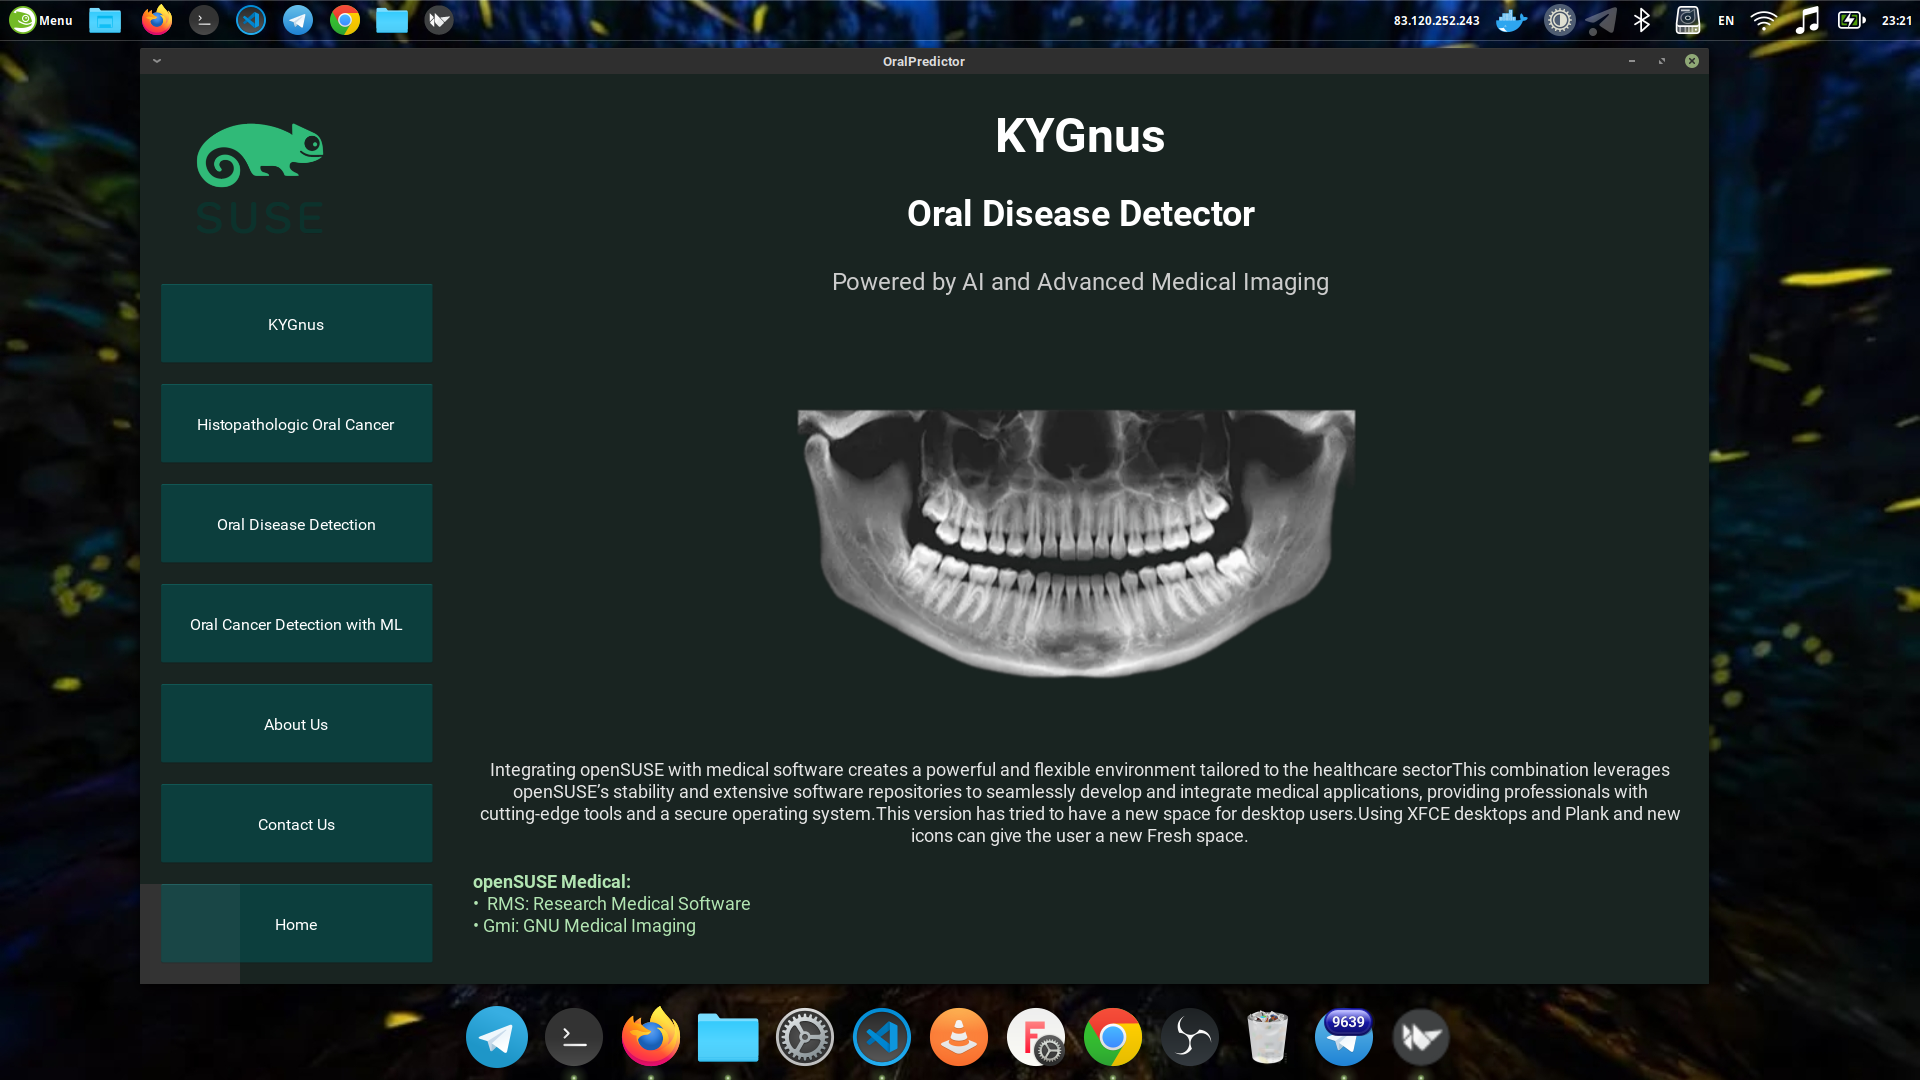 Menu
83.120.252.243
EN
23:21
OralPredictor
SUSE
KYGnus
Histopathologic Oral Cancer
Oral Disease Detection
Oral Cancer Detection with ML
About Us
Contact Us
Home
KYGnus
Oral Disease Detector
Powered by AI and Advanced Medical Imaging
Integrating openSUSE with medical software creates a powerful and flexible environment tailored to the healthcare sectorThis combination leverages
openSUSE’s stability and extensive software repositories to seamlessly develop and integrate medical applications, providing professionals with
cutting-edge tools and a secure operating system.This version has tried to have a new space for desktop users.Using XFCE desktops and Plank and new
icons can give the user a new Fresh space.
openSUSE Medical:
• RMS: Research Medical Software
• Gmi: GNU Medical Imaging
F
9639